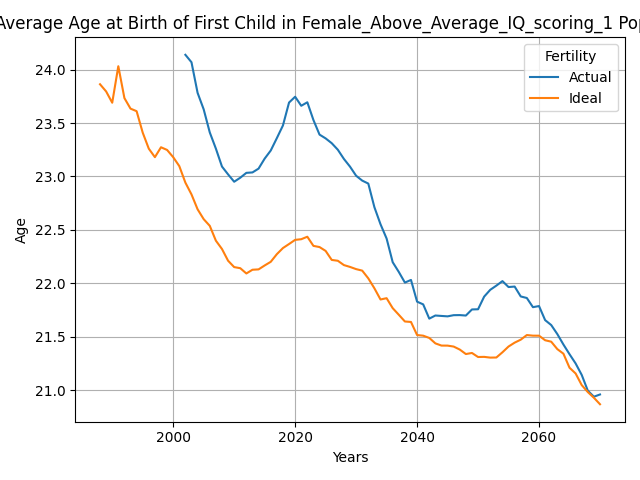 Average Age at Birth of First Child in Female_Above_Average_IQ_scoring_1 Pop
Fertility
Actual
Ideal
24.0
23.5
23.0
22.5
22.0
21.5
21.0
Age
2000
2020
2040
2060
Years